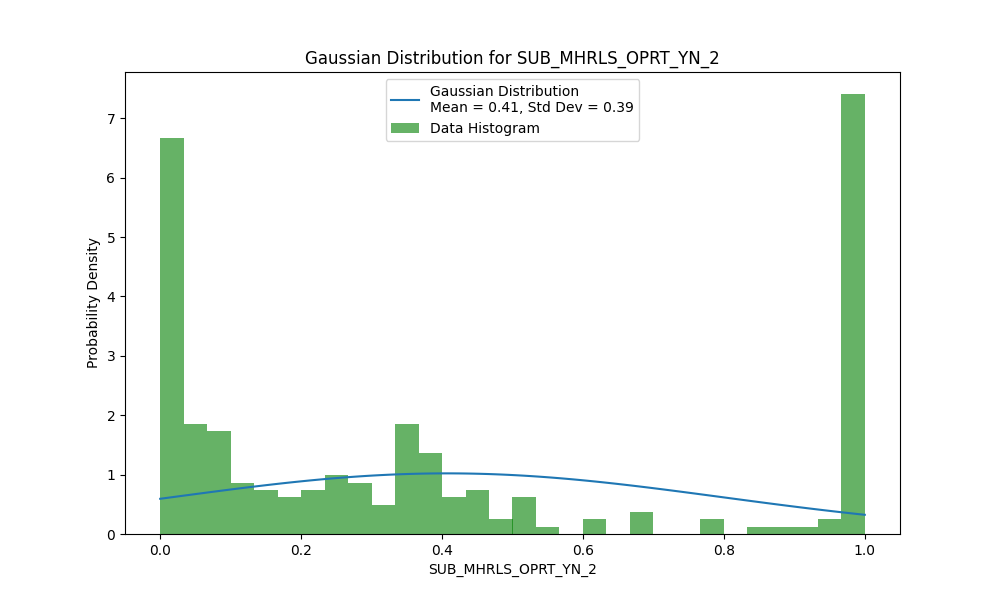 Gaussian Distribution for SUB_MHRLS_OPRT_YN_2
Gaussian Distribution
Mean = 0.41, Std Dev = 0.39
Data Histogram
Probability Density
7
6
5
4
3
2
1
0
0.0 0.2 0.4 0.6 0.8 1.0
SUB_MHRLS_OPRT_YN_2